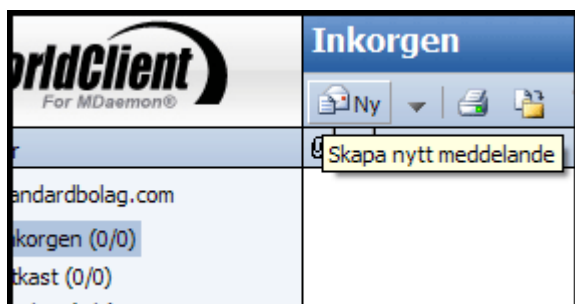 Inkorgen
orldClient
For MDaemon®
Ny
Skapa nytt meddelande
andardbolag.com
nkorgen (0/0)
tkast (0/0)